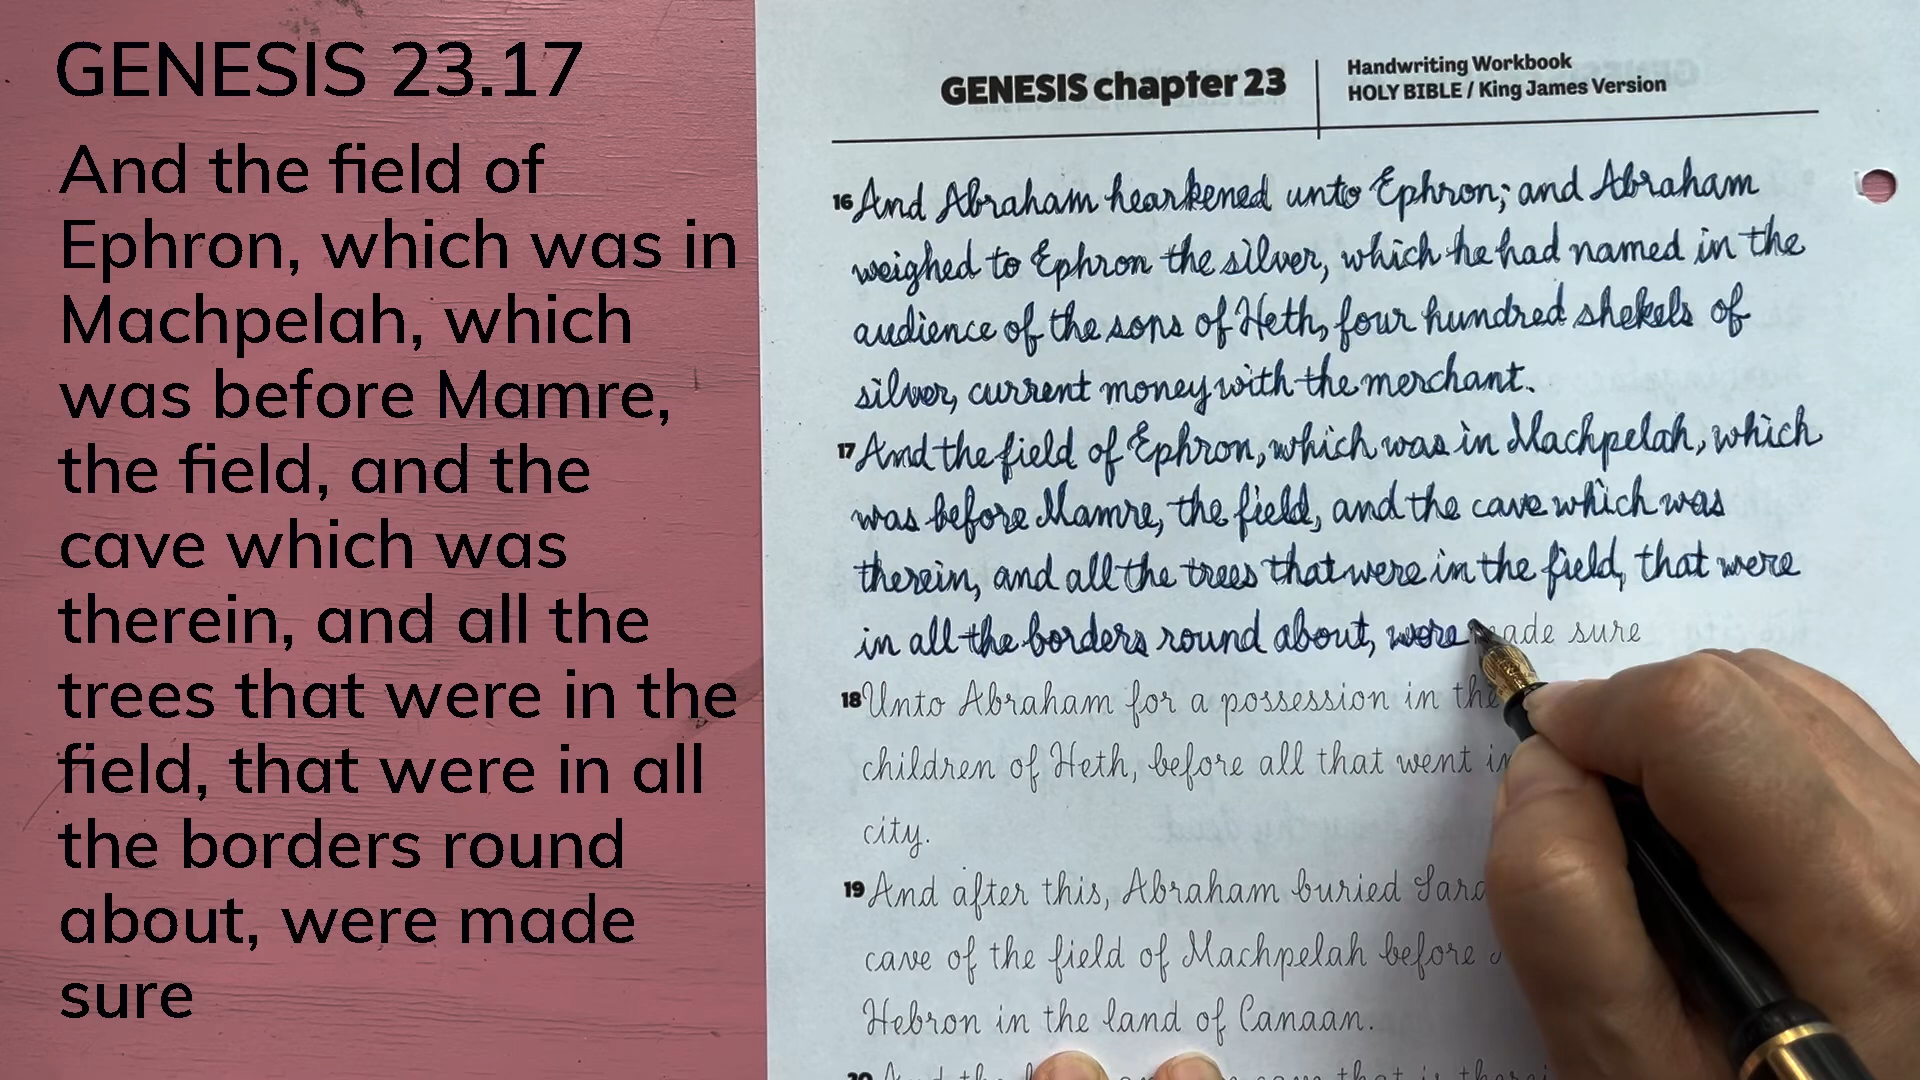 GENESIS 23.17
And the field of
Ephron, which was in
Machpelah, which
was before Mamre,
the field, and the
cave which was
therein, and all the
trees that were in the
field, that were in all
the borders round
about, were made
sure
GENESIS chapter 23
Handwriting Workbook
HOLY BIBLE / King James Version
16 And Abraham hearkened unto Ephron; and Abraham
weighed to Ephron the silver, which he had named in the
audience of the sons of Heth, four hundred shekels of
silver, current money with the merchant.
17 And the field of Ephron, which was in Machpelah, which
was before Mamre, the field, and the cave which was
therein, and all the trees that were in the field, that were
in all the borders round about, were made sure
18 Unto Abraham for a possession in the
children of Heth, before all that went in
city.
19 And after this, Abraham buried
cave of the field of Machpelah before
Hebron in the land of Canaan.
20 And the cave that is